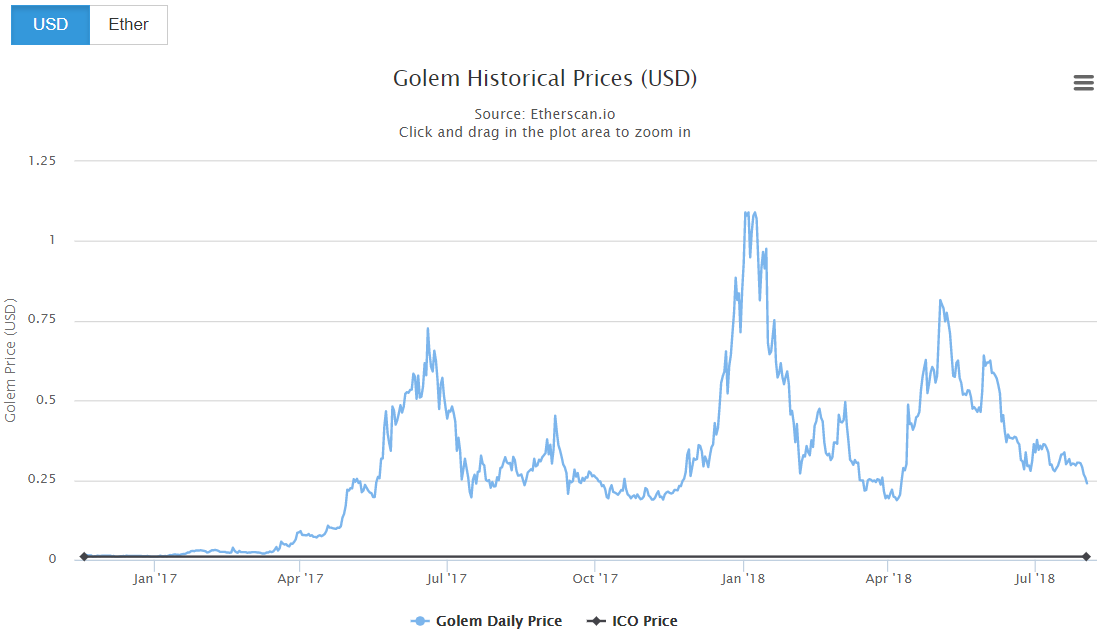 USD Ether
Golem Historical Prices (USD)
Source: Etherscan.io
Click and drag in the plot area to zoom in
Golem Price (USD)
1.25
1
0.75
0.5
0.25
0
Jan '17 Apr '17 Jul '17 Oct '17 Jan '18 Apr '18 Jul '18
Golem Daily Price ICO Price